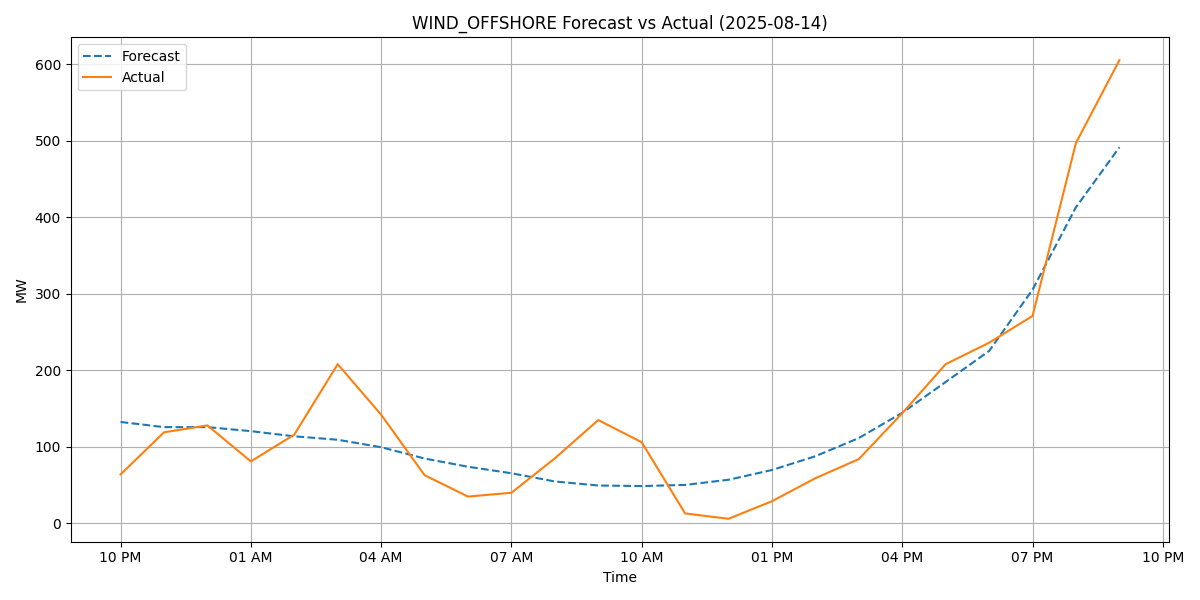 WIND_OFFSHORE Forecast vs Actual (2025-08-14)
Forecast
Actual
600
500
400
300
200
100
0
MW
10 PM 01 AM 04 AM 07 AM 10 AM 01 PM 04 PM 07 PM 10 PM
Time